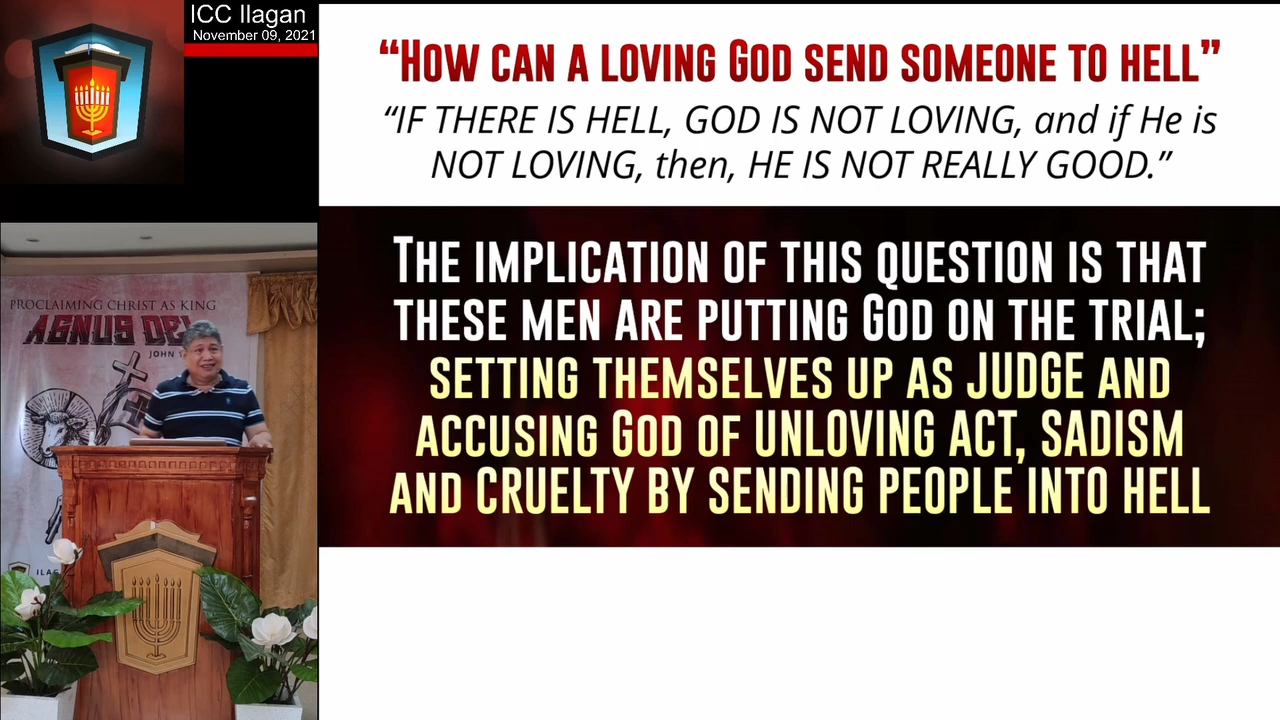 ICC Ilagan
November 09, 2021
“HOW CAN A LOVING GOD SEND SOMEONE TO HELL”
“IF THERE IS HELL, GOD IS NOT LOVING, and if He is
NOT LOVING, then, HE IS NOT REALLY GOOD.”
THE IMPLICATION OF THIS QUESTION IS THAT
THESE MEN ARE PUTTING GOD ON THE TRIAL;
SETTING THEMSELVES UP AS JUDGE AND
ACCUSING GOD OF UNLOVING ACT, SADISM
AND CRUELTY BY SENDING PEOPLE INTO HELL
PROCLAIMING CHRIST AS KING
AGNUS DEI
JOHN